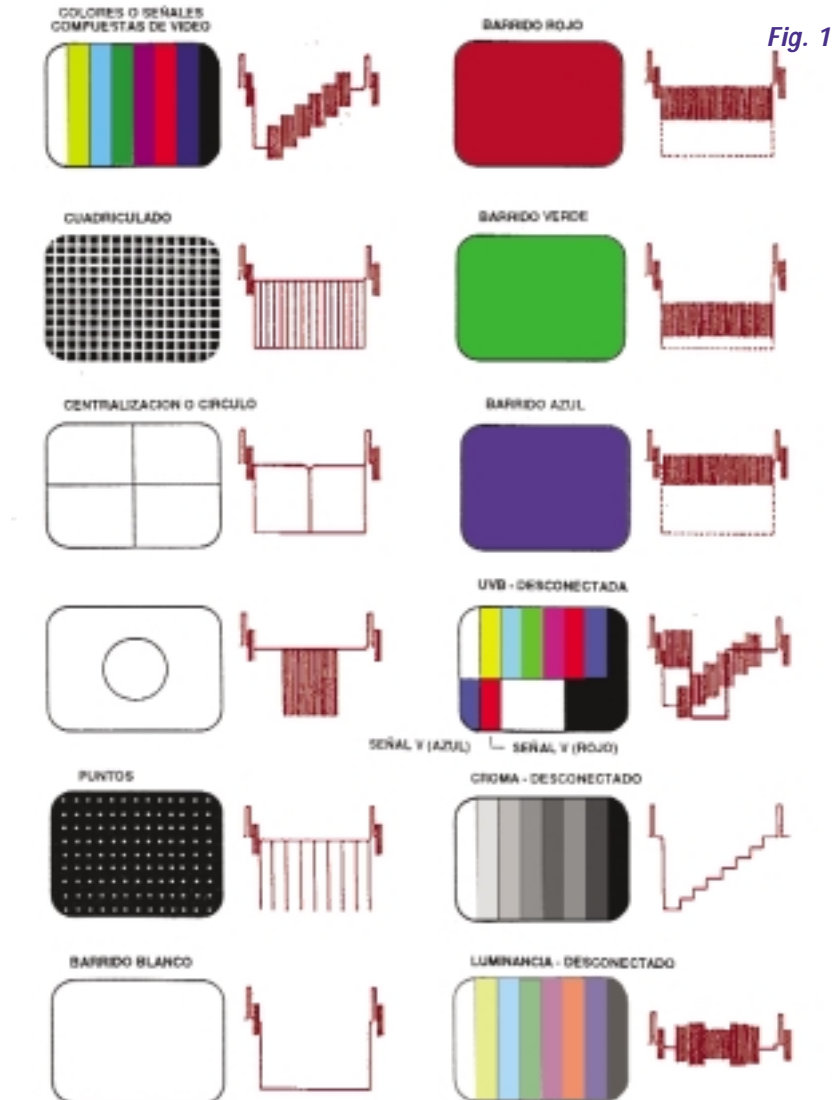 COLORES O SEÑALES
COMPUESTAS DE VIDEO
BARRIDO ROJO
Fig. 1
CUADRICULADO
BARRIDO VERDE
CENTRALIZACION O CIRCULO
BARRIDO AZUL
UVB - DESCONECTADA
SEÑAL V (AZUL)
SEÑAL V (ROJO)
PUNTOS
CROMA - DESCONECTADO
BARRIDO BLANCO
LUMINANCIA - DESCONECTADO